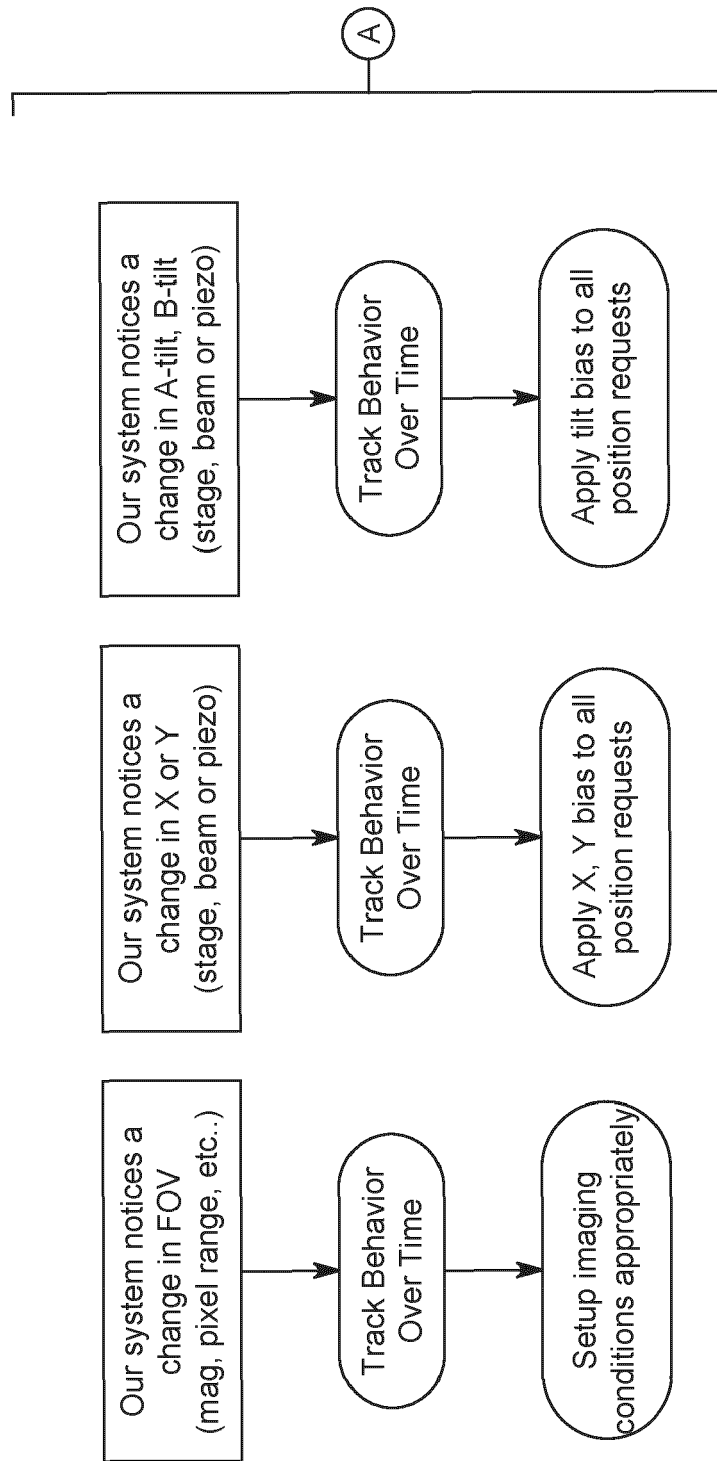 Our system notices a
change in FOV
(mag, pixel range, etc..)
Track Behavior
Over Time
Setup imaging
conditions appropriately
Our system notices a
change in X or Y
(stage, beam or piezo)
Track Behavior
Over Time
Apply X, Y bias to all
position requests
Our system notices a
change in A-tilt, B-tilt
(stage, beam or piezo)
Track Behavior
Over Time
Apply tilt bias to all
position requests
A